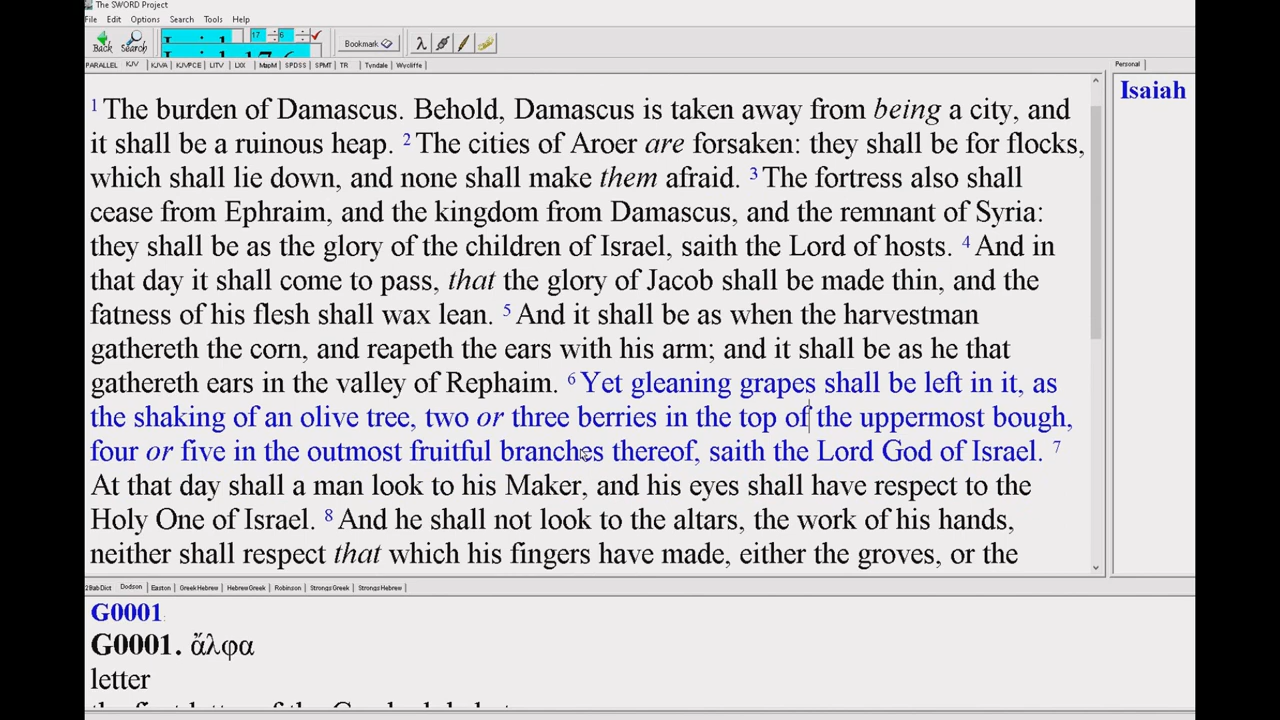 The SWORD Project
File Edit Options Search Tools Help
Back Search 17 6 Bookmark λ
PARALLEL KJV KJVA KJVPCE LITV LXX MapM SPDSS SPMT TR Tyndale Wycliffe
Personal
Isaiah
1 The burden of Damascus. Behold, Damascus is taken away from being a city, and
it shall be a ruinous heap. 2 The cities of Aroer are forsaken: they shall be for flocks,
which shall lie down, and none shall make them afraid. 3 The fortress also shall
cease from Ephraim, and the kingdom from Damascus, and the remnant of Syria:
they shall be as the glory of the children of Israel, saith the Lord of hosts. 4 And in
that day it shall come to pass, that the glory of Jacob shall be made thin, and the
fatness of his flesh shall wax lean. 5 And it shall be as when the harvestman
gathereth the corn, and reapeth the ears with his arm; and it shall be as he that
gathereth ears in the valley of Rephaim. 6 Yet gleaning grapes shall be left in it, as
the shaking of an olive tree, two or three berries in the top of the uppermost bough,
four or five in the outmost fruitful branches thereof, saith the Lord God of Israel. 7
At that day shall a man look to his Maker, and his eyes shall have respect to the
Holy One of Israel. 8 And he shall not look to the altars, the work of his hands,
neither shall respect that which his fingers have made, either the groves, or the
2BabDict Dodson Easton GreekHebrew HebrewGreek Robinson StrongsGreek StrongsHebrew
G0001
G0001. ἄλφα
letter